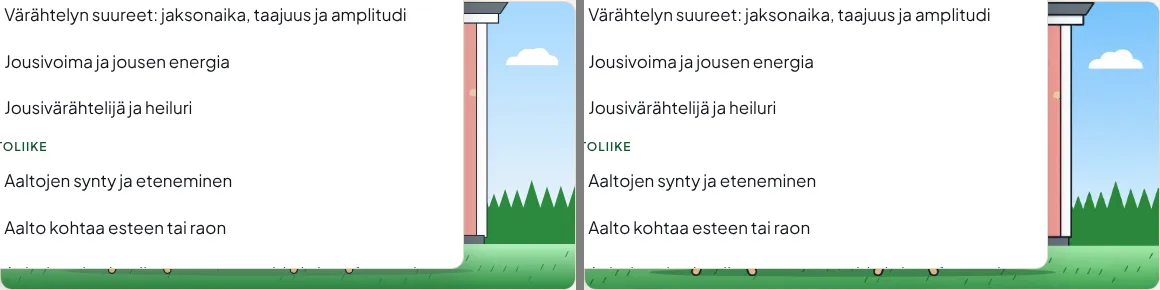 Värähtelyn suureet: jaksonaika, taajuus ja amplitudi
Jousivoima ja jousen energia
Jousivärähtelijä ja heiluri
TOLIIKE
Aaltojen synty ja eteneminen
Aalto kohtaa esteen tai raon
Värähtelyn suureet: jaksonaika, taajuus ja amplitudi
Jousivoima ja jousen energia
Jousivärähtelijä ja heiluri
TOLIIKE
Aaltojen synty ja eteneminen
Aalto kohtaa esteen tai raon